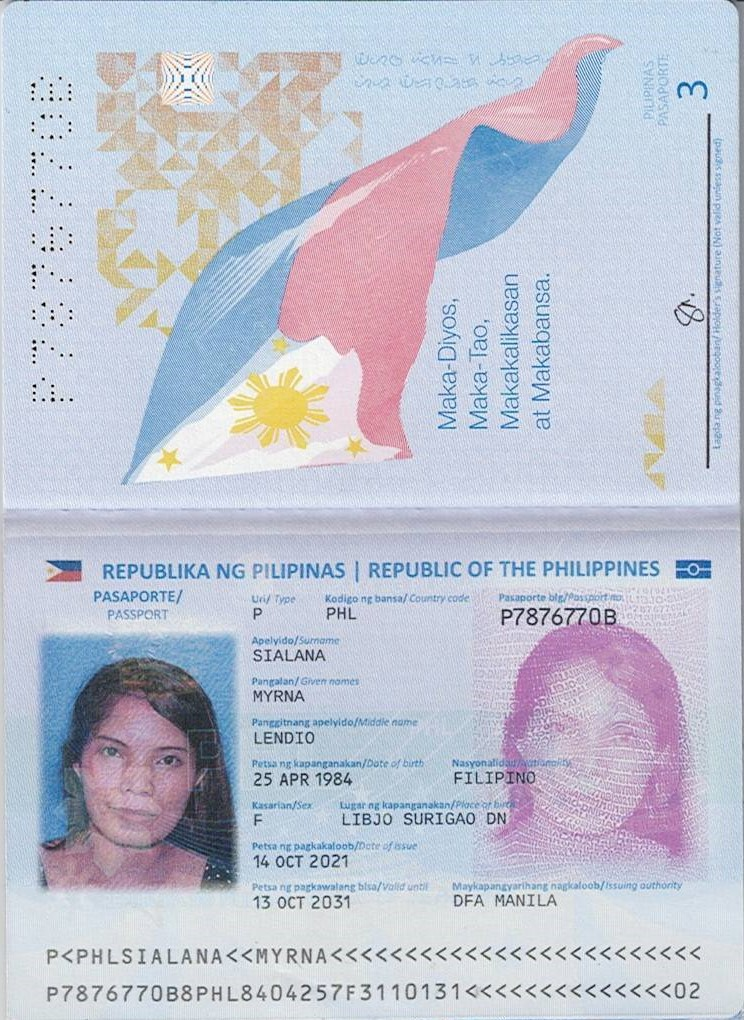 P7876770B
PILIPINAS
PASAPORTE
3
Maka-Diyos,
Maka-Tao,
Makakalikasan
at Makabansa.
Lagda ng pinagkalooban/ Holder's signature (Not valid unless signed)
REPUBLIKA NG PILIPINAS | REPUBLIC OF THE PHILIPPINES
PASAPORTE/
PASSPORT
Uri/ Type Kodigo ng bansa/ Country code Pasaporte blg/Passport no.
P PHL P7876770B
Apelyido/Surname
SIALANA
Pangalan/ Given names
MYRNA
Panggitnang apelyido/Middle name
LENDIO
Petsa ng kapanganakan/Date of birth Nasyonalidad/Nationality
25 APR 1984 FILIPINO
Kasarian/Sex Lugar ng kapanganakan/Place of birth
F LIBJO SURIGAO DN
Petsa ng pagkakaloob/Date of issue
14 OCT 2021
Petsa ng pagkawalang bisa/Valid until Maykapangyarihang nagkaloob/Issuing authority
13 OCT 2031 DFA MANILA
P<PHLSIALANA<<MYRNA<<<<<<<<<<<<<<<<<<<<<<<<<
P7876770B8PHL8404257F3110131<<<<<<<<<<<<<<02